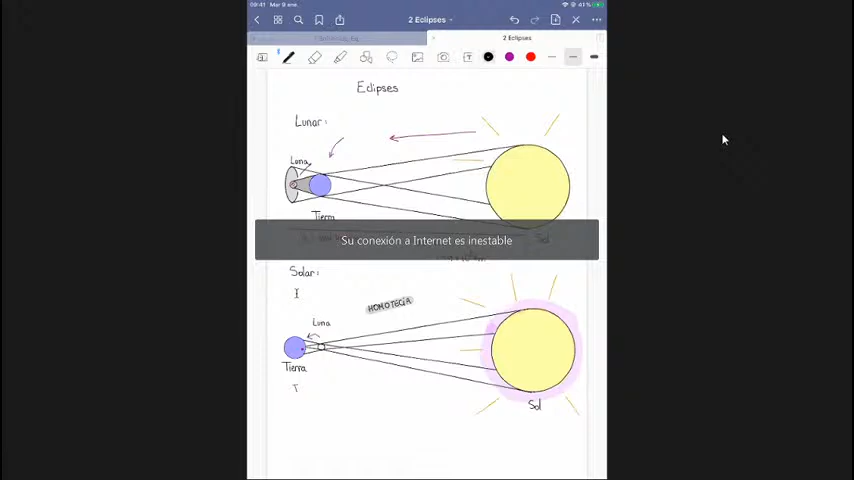 09:41 Mar 9 ene.
41%
2 Eclipses
2 Eclipses
Eclipses
Lunar:
Luna
Tierra
Su conexión a Internet es inestable
Sol
Solar:
HOMOTECIA
Luna
Tierra
T
Sol